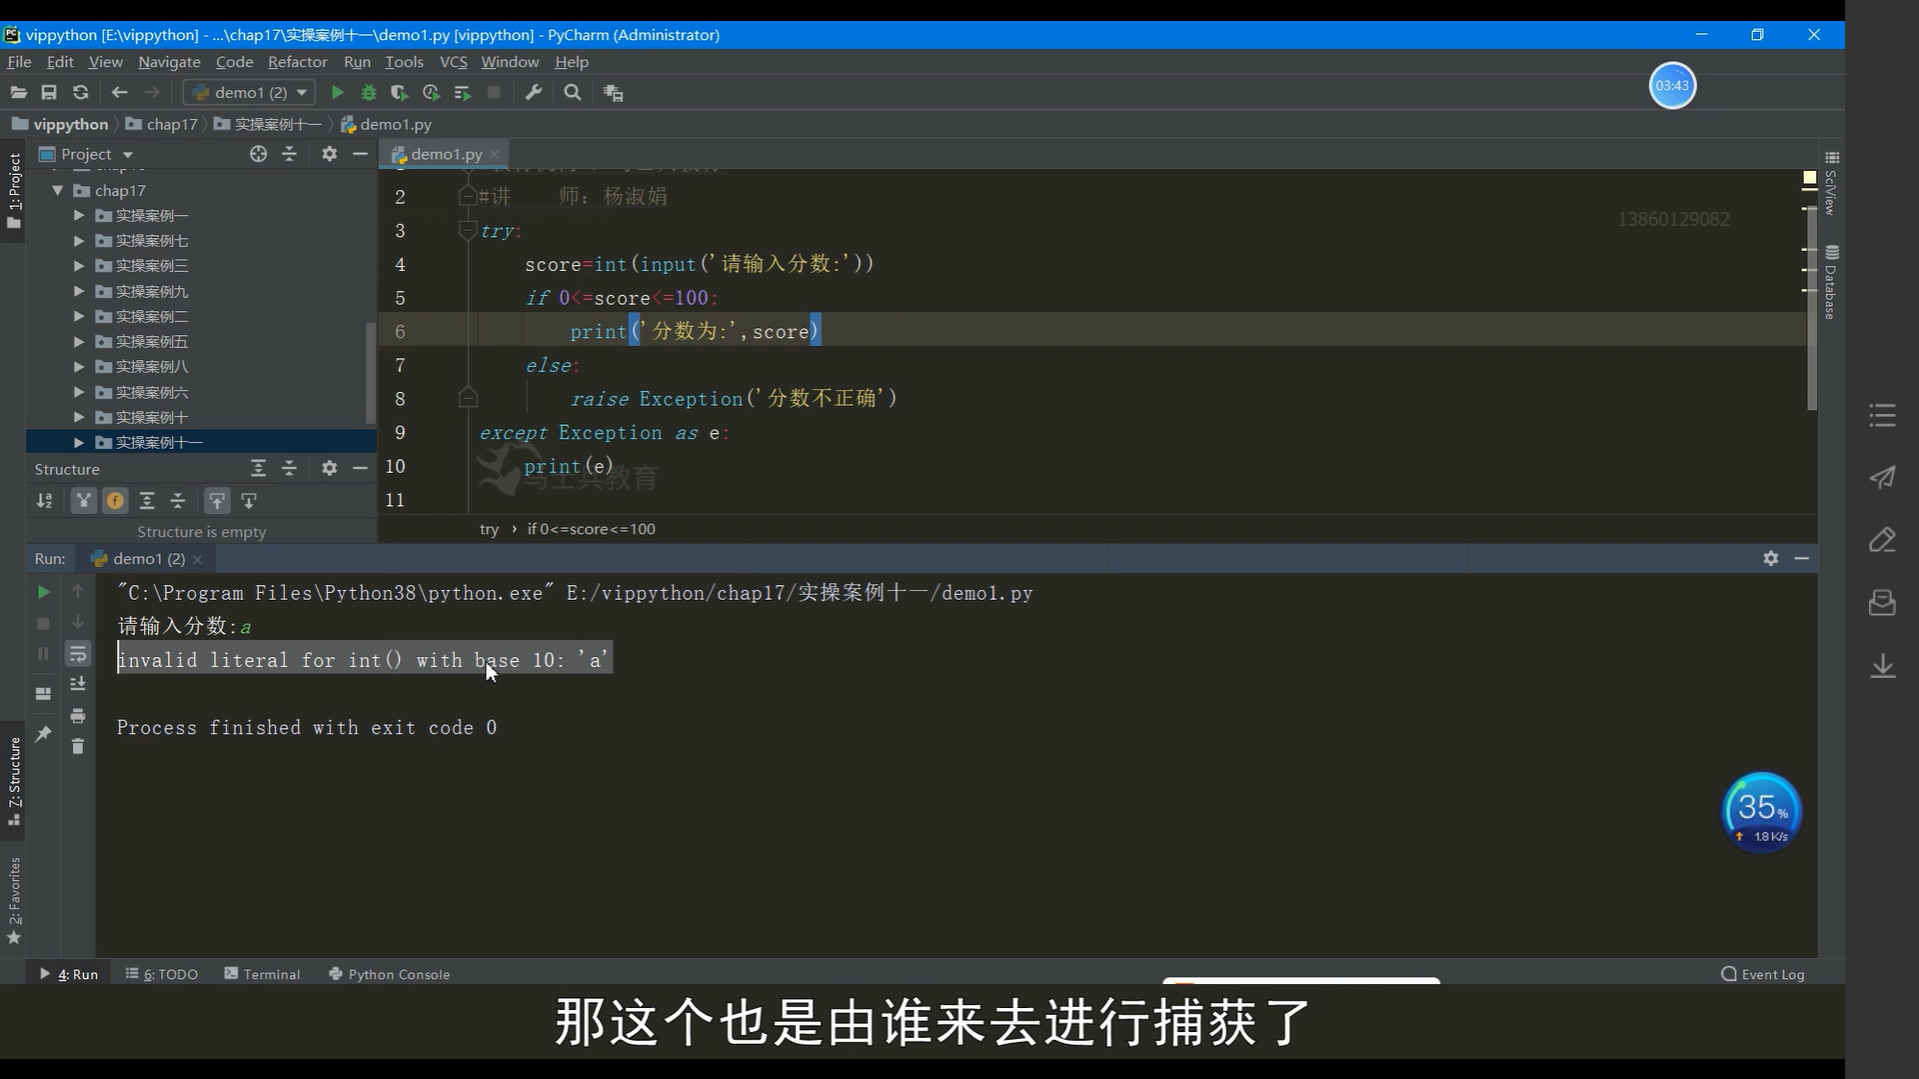 vippython [E:\vippython] - ...\chap17\实操案例十一\demo1.py [vippython] - PyCharm (Administrator)
File Edit View Navigate Code Refactor Run Tools VCS Window Help
demo1 (2)
03:43
vippython chap17 实操案例十一 demo1.py
1: Project
Project
demo1.py
chap17
实操案例一
实操案例七
实操案例三
实操案例九
实操案例二
实操案例五
实操案例八
实操案例六
实操案例十
实操案例十一
2 #讲 师：杨淑娟
3 try:
4 score=int(input('请输入分数:'))
5 if 0<=score<=100:
6 print('分数为:',score)
7 else:
8 raise Exception('分数不正确')
9 except Exception as e:
10 print(e)
11
马士兵教育
13860129082
SciView
Database
Structure
Structure is empty
try › if 0<=score<=100
Run: demo1 (2)
"C:\Program Files\Python38\python.exe" E:/vippython/chap17/实操案例十一/demo1.py
请输入分数:a
invalid literal for int() with base 10: 'a'
Process finished with exit code 0
7: Structure
2: Favorites
35%
1.8K/s
4: Run 6: TODO Terminal Python Console Event Log
那这个也是由谁来去进行捕获了